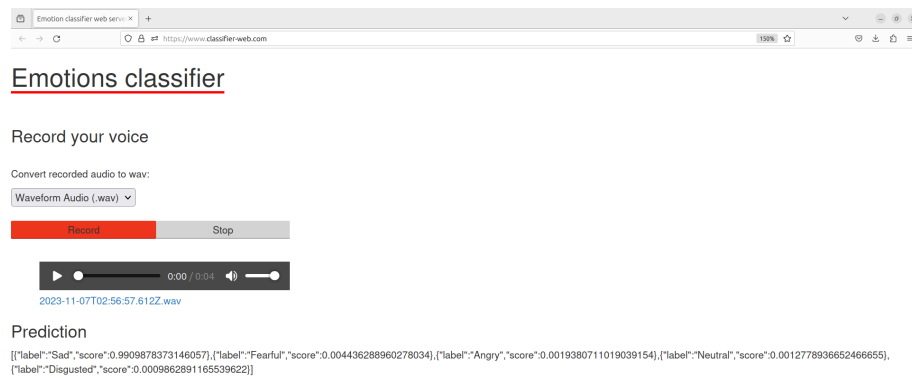 Emotion classifier web serve
https://www.classifier-web.com
150%
Emotions classifier
Record your voice
Convert recorded audio to wav:
Waveform Audio (.wav)
Record Stop
0:00 / 0:04
2023-11-07T02:56:57.612Z.wav
Prediction
[{"label":"Sad","score":0.9909878373146057},{"label":"Fearful","score":0.004436288960278034},{"label":"Angry","score":0.0019380711019039154},{"label":"Neutral","score":0.0012778936652466655},
{"label":"Disgusted","score":0.0009862891165539622}]